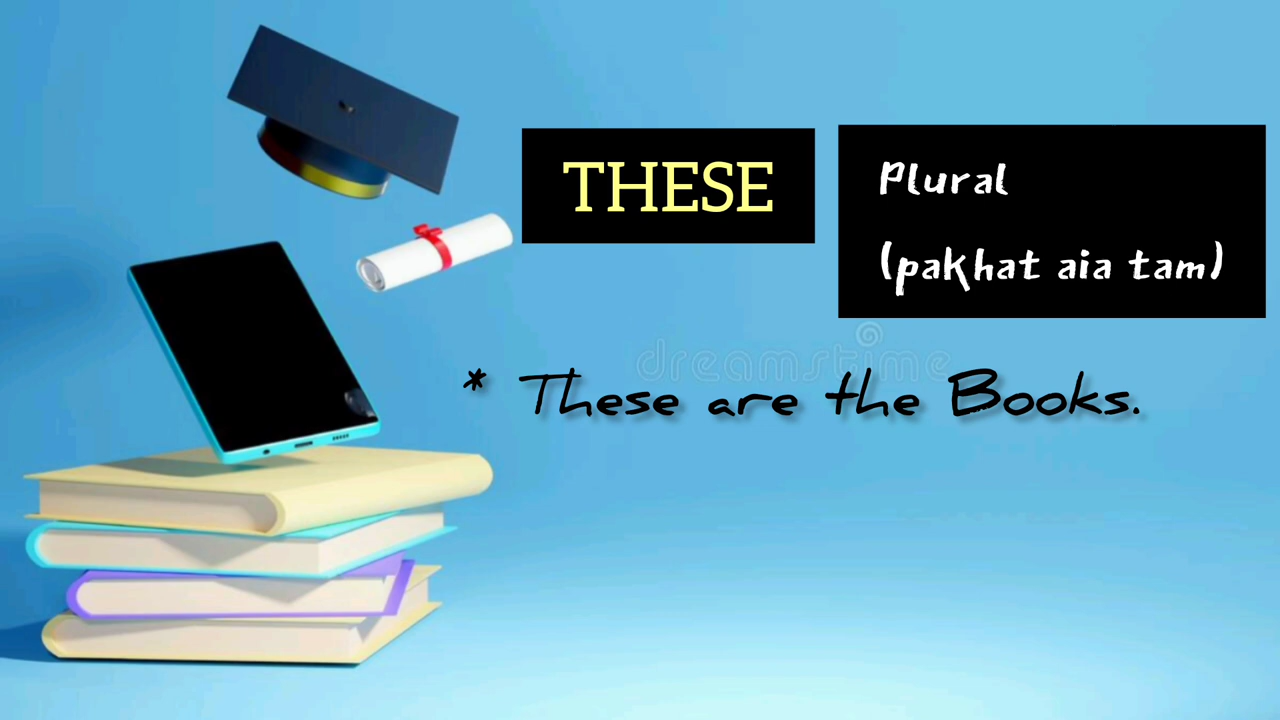 THESE
Plural
(pakhat aia tam)
dreamstime
* These are the Books.